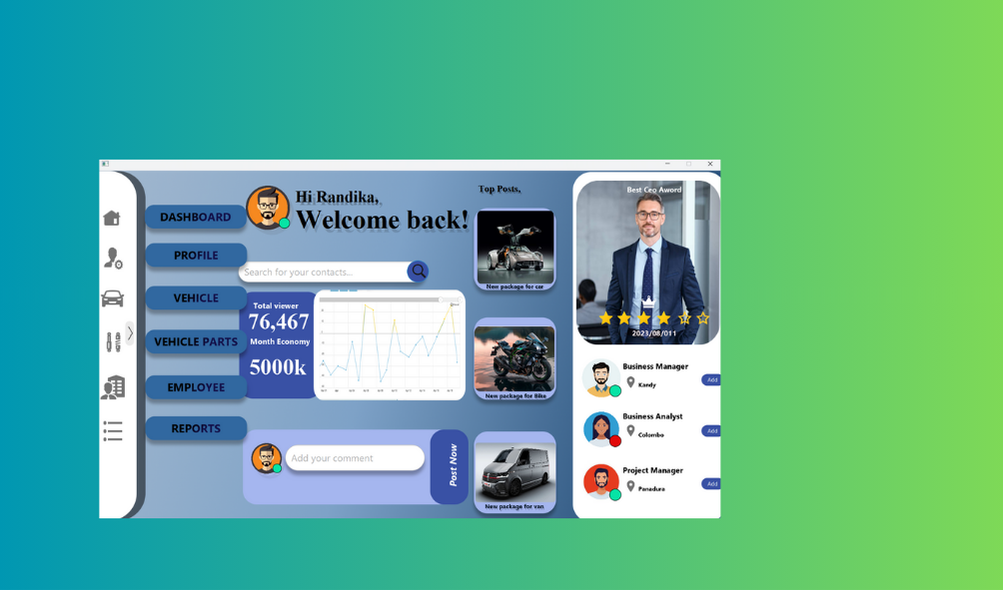 DASHBOARD
PROFILE
VEHICLE
VEHICLE PARTS
EMPLOYEE
REPORTS
Hi Randika,
Welcome back!
Search for your contacts...
Total viewer
76,467
Month Economy
5000k
Add your comment
Post Now
Top Posts,
New package for car
New package for Bike
New package for van
Best Ceo Aword
2023/08/011
Business Manager
Kandy
Add
Business Analyst
Colombo
Add
Project Manager
Panadura
Add